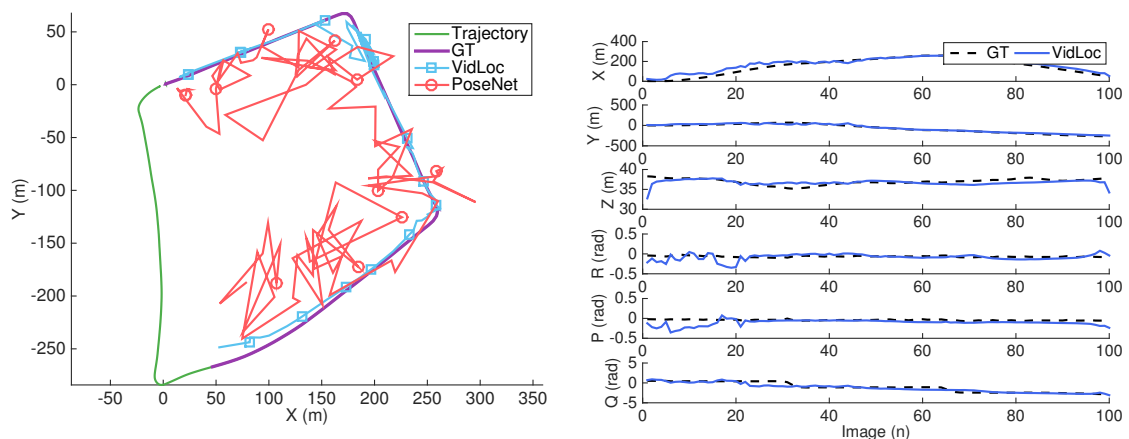 50
0
-50
-100
-150
-200
-250
Y (m)
-50 0 50 100 150 200 250 300 350
X (m)
Trajectory
GT
VidLoc
PoseNet
400
200
0
X (m)
GT VidLoc
0 20 40 60 80 100
500
0
-500
Y (m)
0 20 40 60 80 100
40
35
30
Z (m)
0 20 40 60 80 100
0.5
0
-0.5
R (rad)
0 20 40 60 80 100
0.5
0
-0.5
P (rad)
0 20 40 60 80 100
5
0
-5
Q (rad)
0 20 40 60 80 100
Image (n)